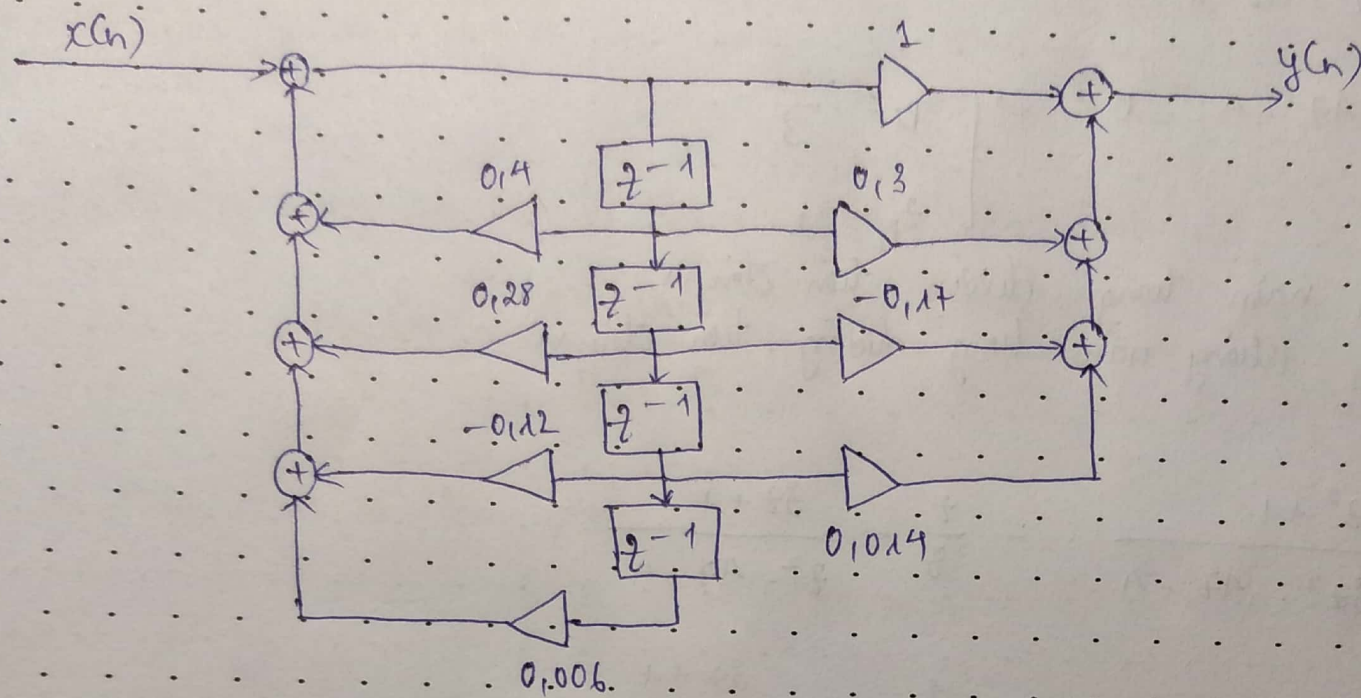 x(n)
1
y(n)
+
+
z⁻¹
0,4
0,3
+
+
z⁻¹
0,28
-0,17
+
+
z⁻¹
-0,12
+
z⁻¹
0,014
0,006